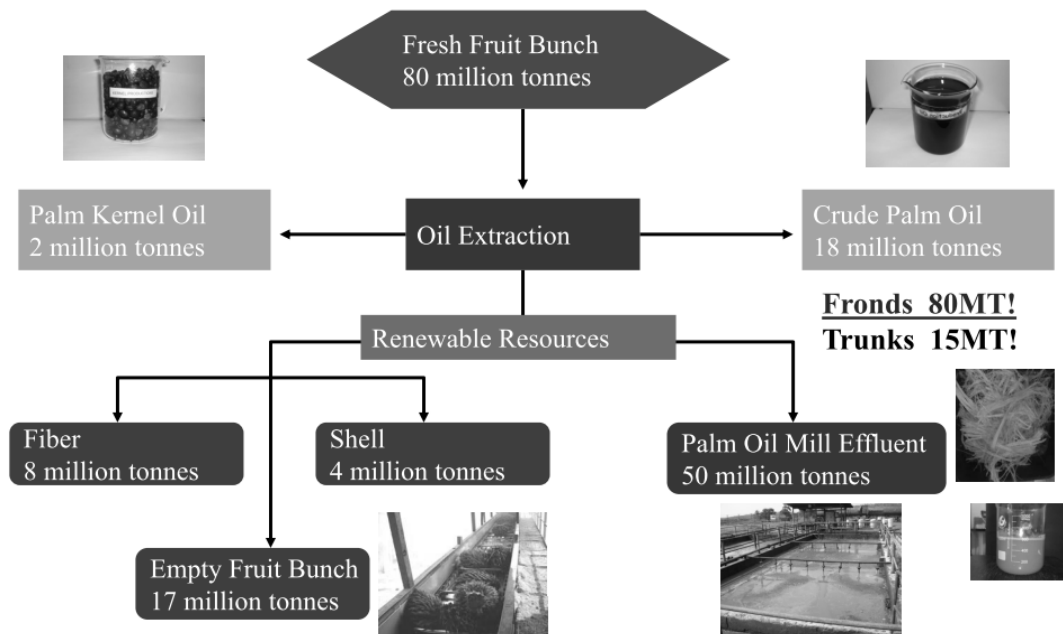 Fresh Fruit Bunch
80 million tonnes
Palm Kernel Oil
2 million tonnes
Oil Extraction
Crude Palm Oil
18 million tonnes
Fronds 80MT!
Trunks 15MT!
Renewable Resources
Fiber
8 million tonnes
Shell
4 million tonnes
Palm Oil Mill Effluent
50 million tonnes
Empty Fruit Bunch
17 million tonnes